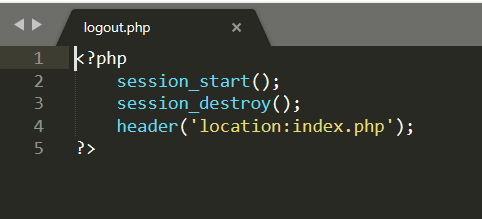 logout.php ×
1 <?php
2 session_start();
3 session_destroy();
4 header('location:index.php');
5 ?>